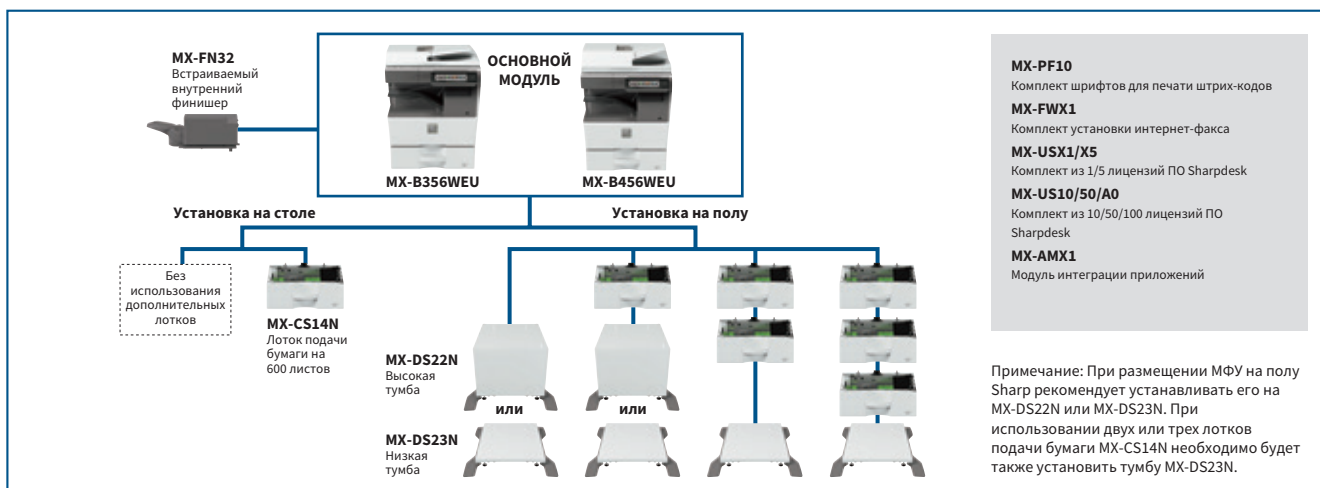 MX-FN32
Встраиваемый
внутренний
финишер
ОСНОВНОЙ
МОДУЛЬ
MX-B356WEU
MX-B456WEU
Установка на столе
Установка на полу
Без
использования
дополнительных
лотков
MX-CS14N
Лоток подачи
бумаги на
600 листов
MX-DS22N
Высокая
тумба
или
или
MX-DS23N
Низкая
тумба
MX-PF10
Комплект шрифтов для печати штрих-кодов
MX-FWX1
Комплект установки интернет-факса
MX-USX1/X5
Комплект из 1/5 лицензий ПО Sharpdesk
MX-US10/50/A0
Комплект из 10/50/100 лицензий ПО
Sharpdesk
MX-AMX1
Модуль интеграции приложений
Примечание: При размещении МФУ на полу
Sharp рекомендует устанавливать его на
MX-DS22N или MX-DS23N. При
использовании двух или трех лотков
подачи бумаги MX-CS14N необходимо будет
также установить тумбу MX-DS23N.